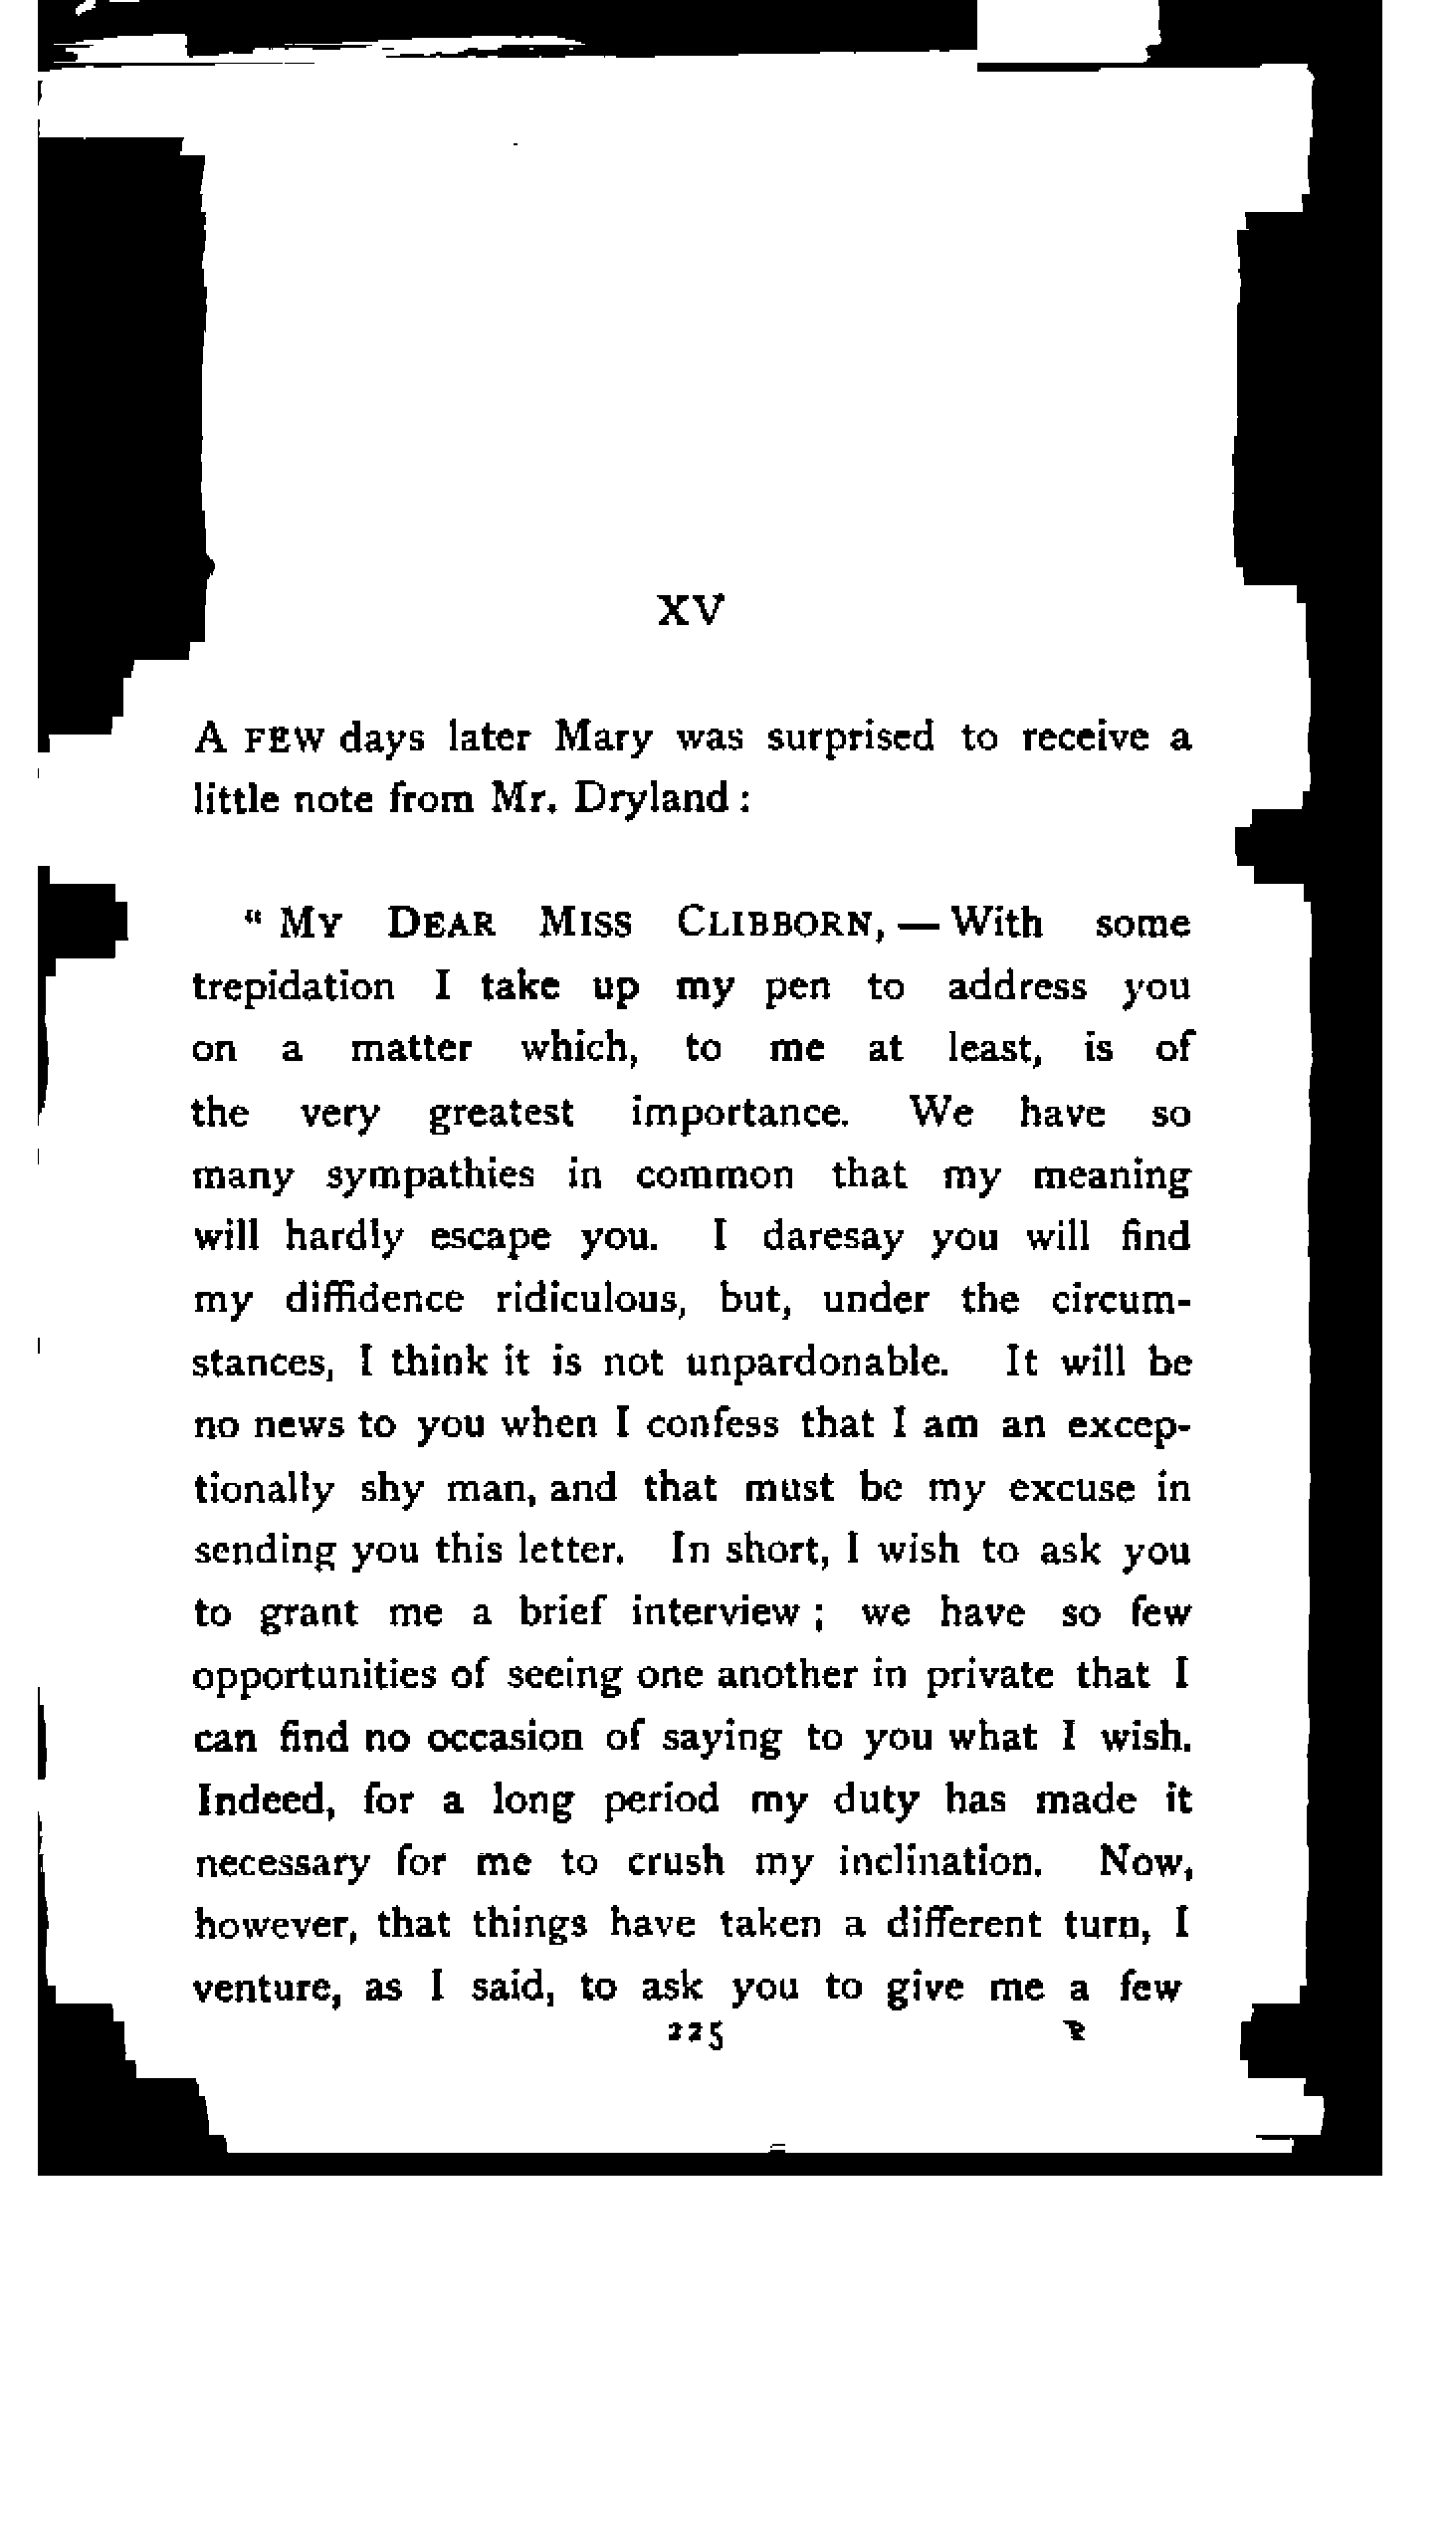 XV
A FEW days later Mary was surprised to receive a
little note from Mr. Dryland :
“ MY DEAR MISS CLIBBORN, — With some
trepidation I take up my pen to address you
on a matter which, to me at least, is of
the very greatest importance. We have so
many sympathies in common that my meaning
will hardly escape you. I daresay you will find
my diffidence ridiculous, but, under the circum-
stances, I think it is not unpardonable. It will be
no news to you when I confess that I am an excep-
tionally shy man, and that must be my excuse in
sending you this letter. In short, I wish to ask you
to grant me a brief interview ; we have so few
opportunities of seeing one another in private that I
can find no occasion of saying to you what I wish.
Indeed, for a long period my duty has made it
necessary for me to crush my inclination. Now,
however, that things have taken a different turn, I
venture, as I said, to ask you to give me a few
225